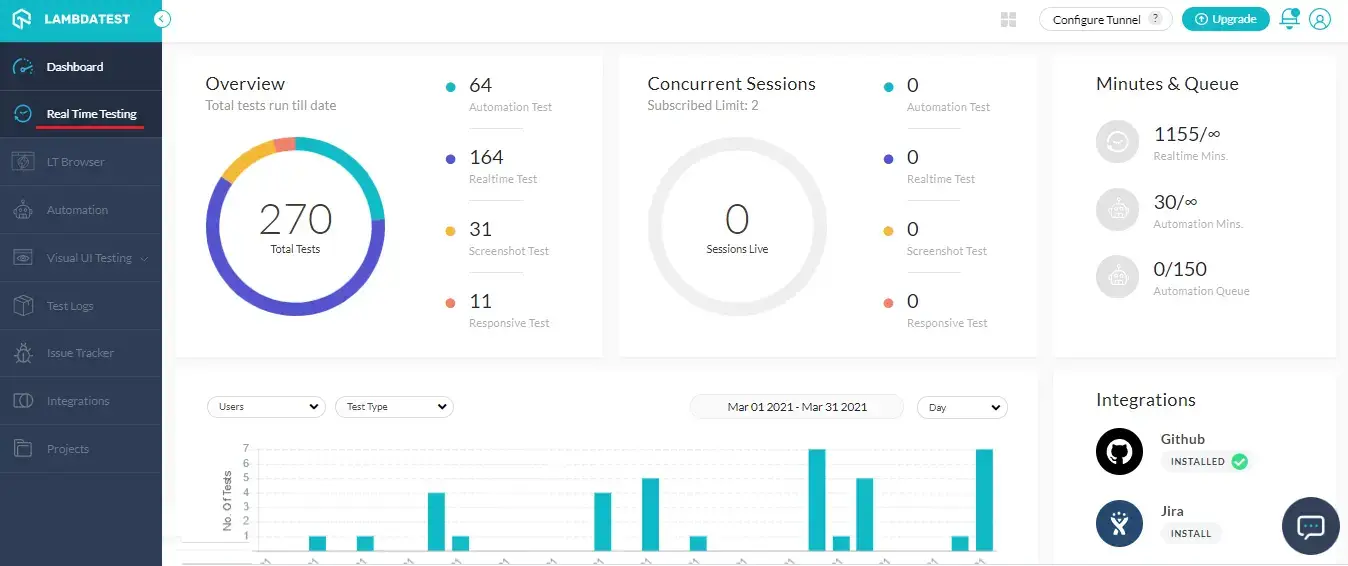 LAMBDATEST
Configure Tunnel ?
Upgrade
Dashboard
Real Time Testing
LT Browser
Automation
Visual UI Testing
Test Logs
Issue Tracker
Integrations
Projects
Overview
Total tests run till date
270
Total Tests
64
Automation Test
164
Realtime Test
31
Screenshot Test
11
Responsive Test
Concurrent Sessions
Subscribed Limit: 2
0
Sessions Live
0
Automation Test
0
Realtime Test
0
Screenshot Test
0
Responsive Test
Minutes & Queue
1155/∞
Realtime Mins.
30/∞
Automation Mins.
0/150
Automation Queue
Users
Test Type
Mar 01 2021 - Mar 31 2021
Day
No. Of Tests
7
6
5
4
3
2
1
Integrations
Github
INSTALLED
Jira
INSTALL